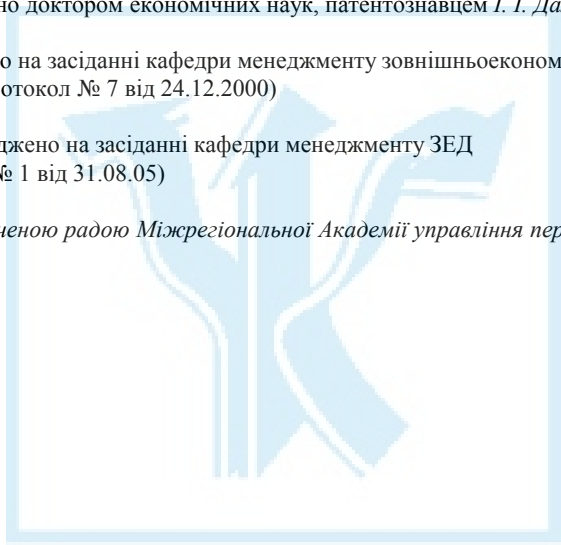 но доктором економічних наук, патентознавцем І. І. Да
о на засіданні кафедри менеджменту зовнішньоеконом
отокол № 7 від 24.12.2000)
джено на засіданні кафедри менеджменту ЗЕД
№ 1 від 31.08.05)
ченою радою Міжрегіональної Академії управління пер